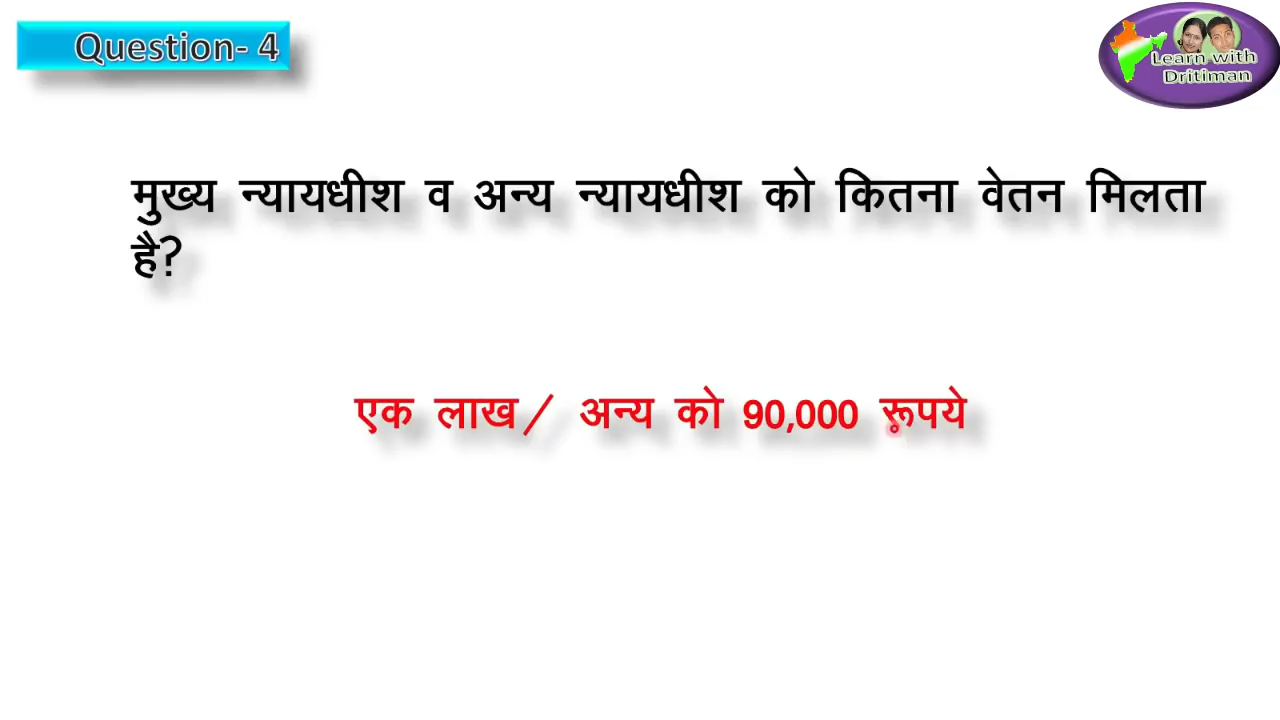 Question- 4
Learn with
Dritiman
मुख्य न्यायधीश व अन्य न्यायधीश को कितना वेतन मिलता
है?
एक लाख/ अन्य को 90,000 रूपये